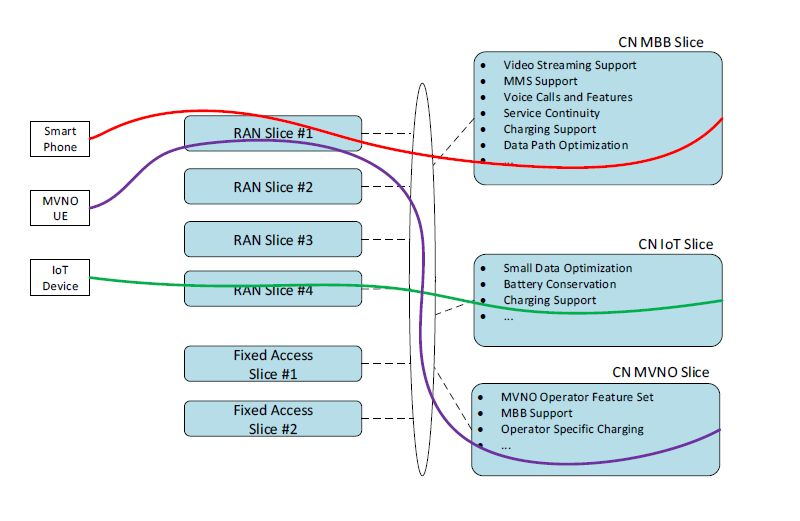 CN MBB Slice
• Video Streaming Support
• MMS Support
• Voice Calls and Features
• Service Continuity
• Charging Support
• Data Path Optimization
• ...
Smart
Phone
MVNO
UE
IoT
Device
RAN Slice #1
RAN Slice #2
RAN Slice #3
RAN Slice #4
Fixed Access
Slice #1
Fixed Access
Slice #2
CN IoT Slice
• Small Data Optimization
• Battery Conservation
• Charging Support
• ...
CN MVNO Slice
• MVNO Operator Feature Set
• MBB Support
• Operator Specific Charging
• ...